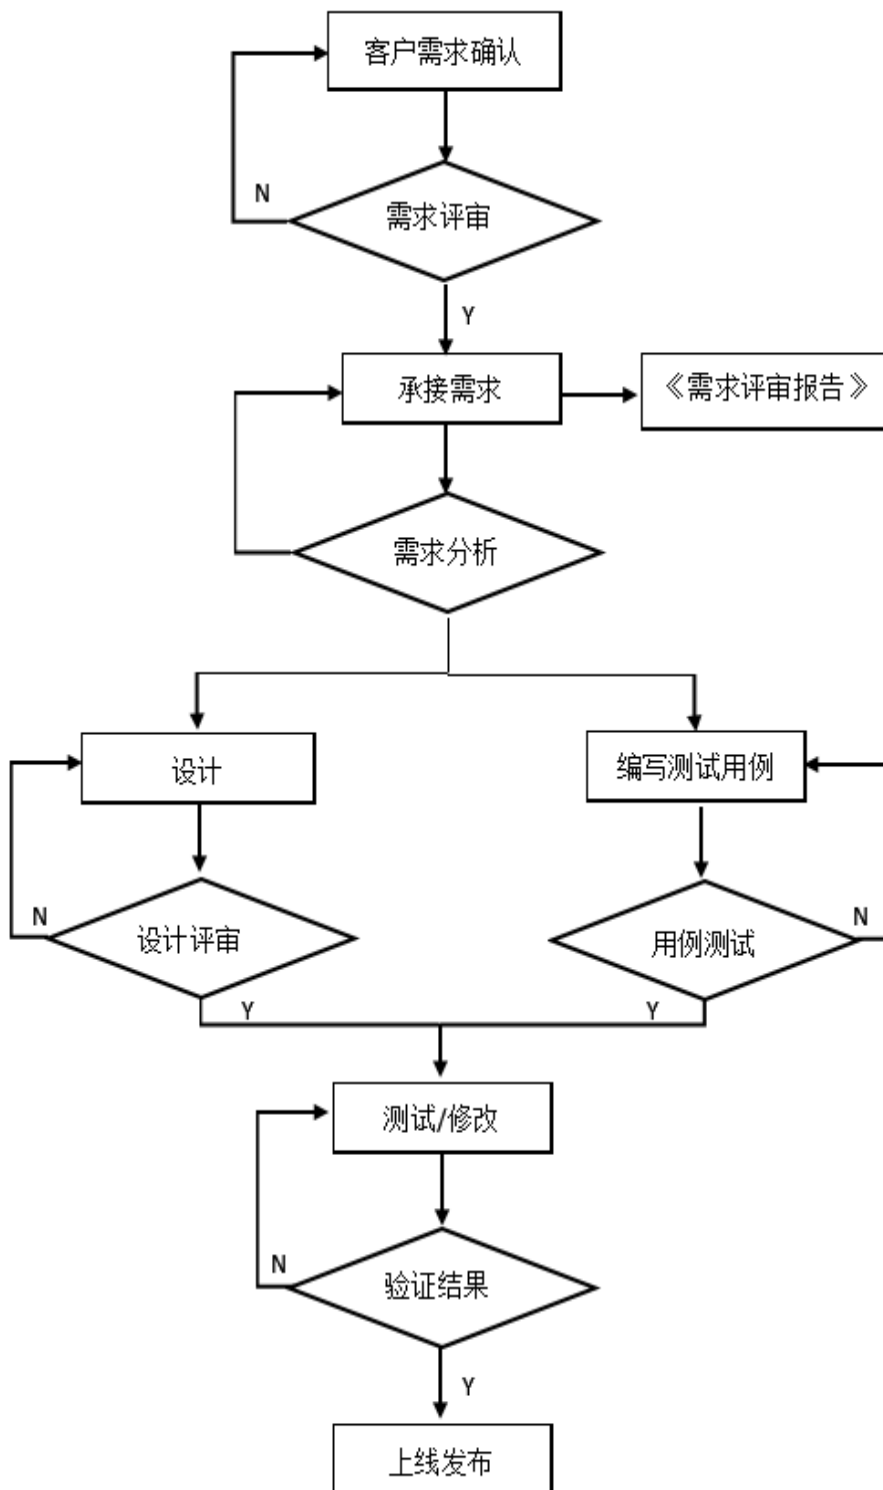 客户需求确认
N
需求评审
Y
承接需求
《需求评审报告》
需求分析
设计
编写测试用例
N
设计评审
用例测试
N
Y
Y
测试/修改
N
验证结果
Y
上线发布